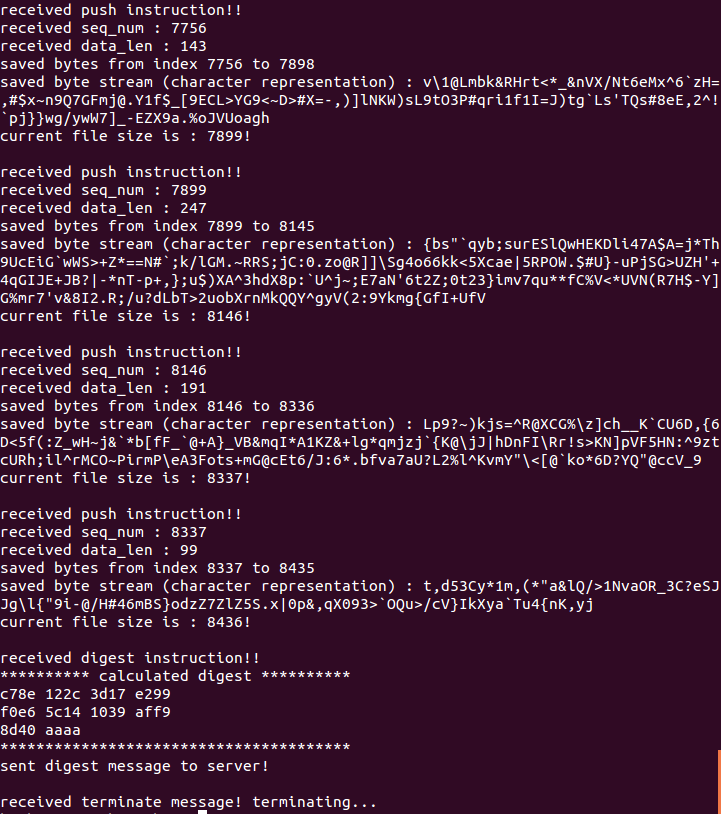 received push instruction!!
received seq_num : 7756
received data_len : 143
saved bytes from index 7756 to 7898
saved byte stream (character representation) : v\1@Lmbk&RHrt<*_&nVX/Nt6eMx^6`zH=
,#$x~n9Q7GFmj@.Y1f$_[9ECL>YG9<~D>#X=-,)]lNKW)sL9tO3P#qri1f1I=J)tg`Ls'TQs#8eE,2^!
`pj}}wg/ywW7]_-EZX9a.%oJVUoagh
current file size is : 7899!

received push instruction!!
received seq_num : 7899
received data_len : 247
saved bytes from index 7899 to 8145
saved byte stream (character representation) : {bs"`qyb;surESlQwHEKDli47A$A=j*Th
9UcEiG`wWS>+Z*==N#`;k/lGM.~RRS;jC:0.zo@R]]\Sg4o66kk<5Xcae|5RPOW.$#U}-uPjSG>UZH'+
4qGIJE+JB?|-*nT-p+,};u$)XA^3hdX8p:`U^j~;E7aN'6t2Z;0t23}imv7qu**fC%V<*UVN(R7H$-Y]
G%mr7'v&8I2.R;/u?dLbT>2uobXrnMkQQY^gyV(2:9Ykmg{GfI+UfV
current file size is : 8146!

received push instruction!!
received seq_num : 8146
received data_len : 191
saved bytes from index 8146 to 8336
saved byte stream (character representation) : Lp9?~)kjs=^R@XCG%\z]ch__K`CU6D,{6
D<5f(:Z_wH~j&`*b[fF_`@+A}_VB&mqI*A1KZ&+lg*qmjzj`{K@\jJ|hDnFI\Rr!s>KN]pVF5HN:^9zt
cURh;il^rMCO~PirmP\eA3Fots+mG@cEt6/J:6*.bfva7aU?L2%l^KvmY"\<[@`ko*6D?YQ"@ccV_9
current file size is : 8337!

received push instruction!!
received seq_num : 8337
received data_len : 99
saved bytes from index 8337 to 8435
saved byte stream (character representation) : t,d53Cy*1m,(*"a&lQ/>1NvaOR_3C?eSJ
Jg\l{"9i-@/H#46mBS}odzZ7ZlZ5S.x|0p&,qX093>`OQu>/cV}IkXya`Tu4{nK,yj
current file size is : 8436!

received digest instruction!!
********** calculated digest **********
c78e 122c 3d17 e299
f0e6 5c14 1039 aff9
8d40 aaaa
***************************************
sent digest message to server!

received terminate message! terminating...